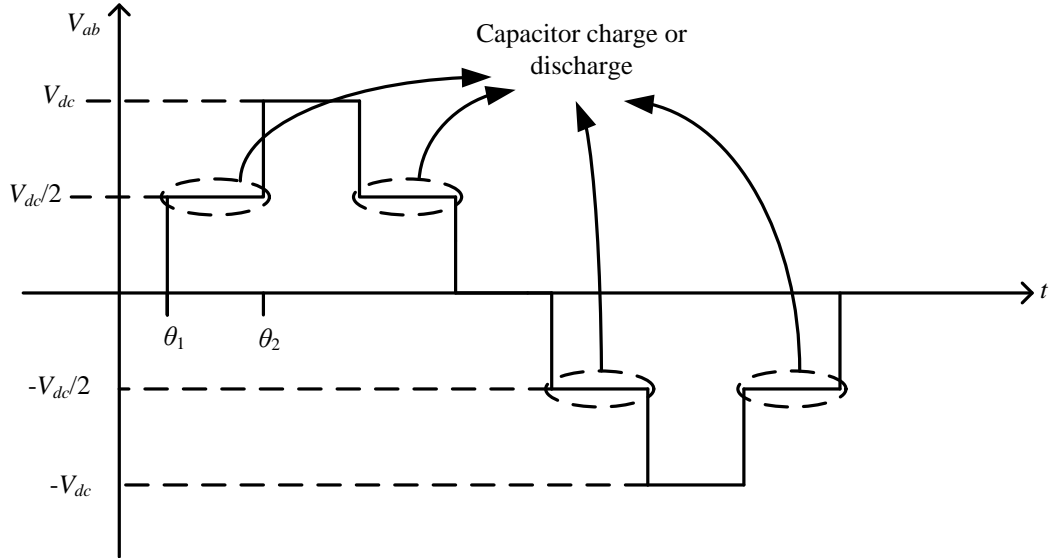 V_ab
Capacitor charge or
discharge
V_dc
V_dc/2
t
θ_1
θ_2
-V_dc/2
-V_dc